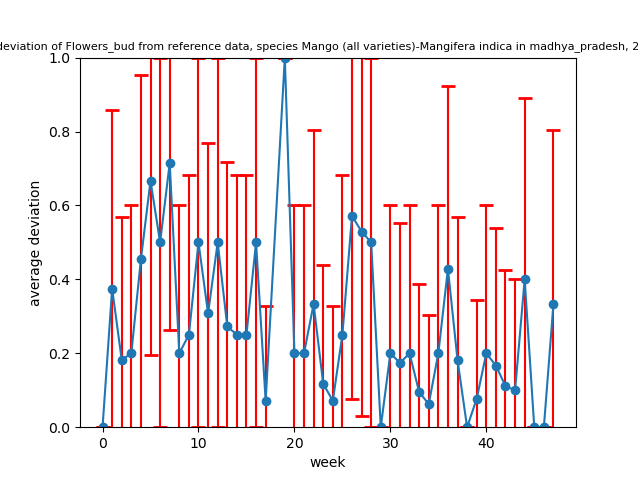 deviation of Flowers_bud from reference data, species Mango (all varieties)-Mangifera indica in madhya_pradesh, 2
1.0
0.8
0.6
0.4
0.2
0.0
average deviation
0 10 20 30 40
week